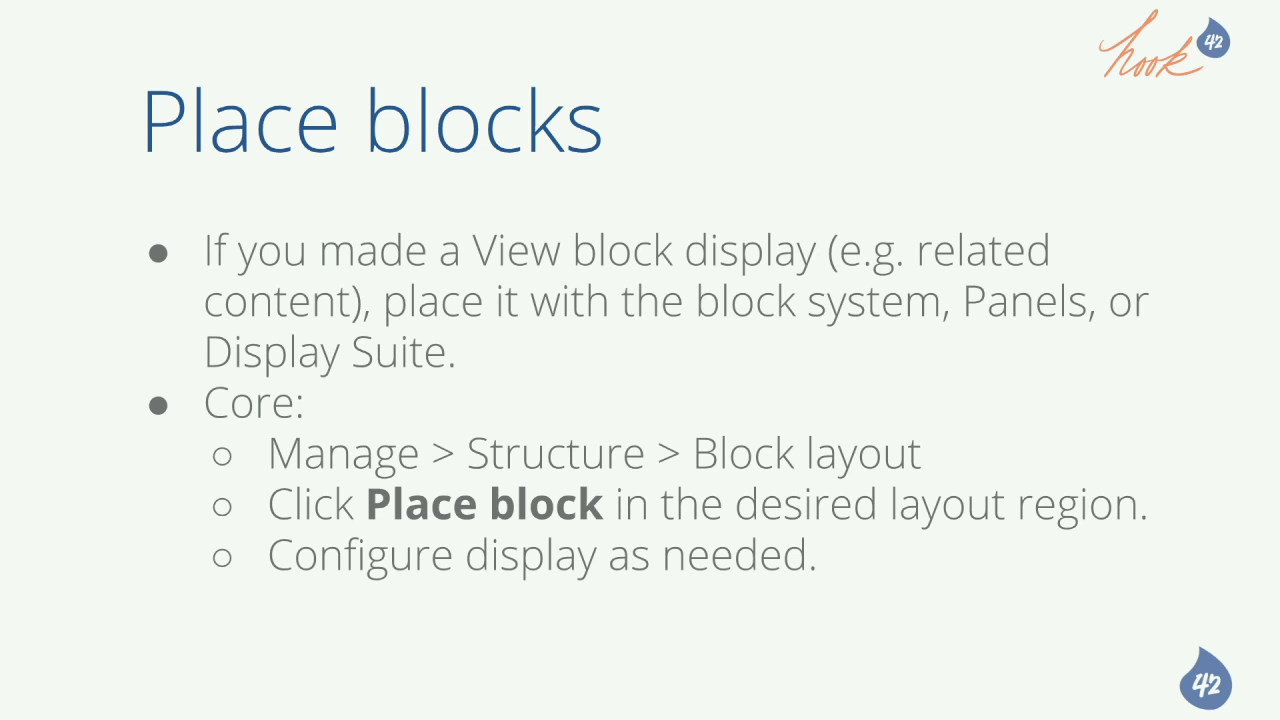 hook 42
Place blocks
● If you made a View block display (e.g. related
content), place it with the block system, Panels, or
Display Suite.
● Core:
○ Manage > Structure > Block layout
○ Click Place block in the desired layout region.
○ Configure display as needed.
42